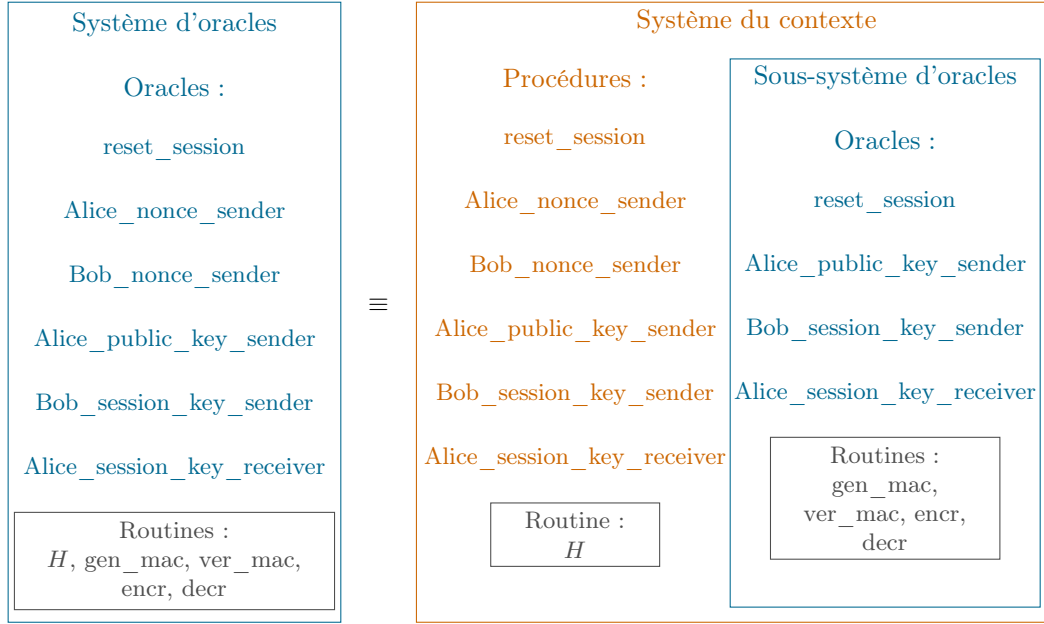 Système d'oracles
Oracles :
reset_session
Alice_nonce_sender
Bob_nonce_sender
Alice_public_key_sender
Bob_session_key_sender
Alice_session_key_receiver
Routines :
H, gen_mac, ver_mac,
encr, decr
≡
Système du contexte
Procédures :
reset_session
Alice_nonce_sender
Bob_nonce_sender
Alice_public_key_sender
Bob_session_key_sender
Alice_session_key_receiver
Routine :
H
Sous-système d'oracles
Oracles :
reset_session
Alice_public_key_sender
Bob_session_key_sender
Alice_session_key_receiver
Routines :
gen_mac,
ver_mac, encr,
decr